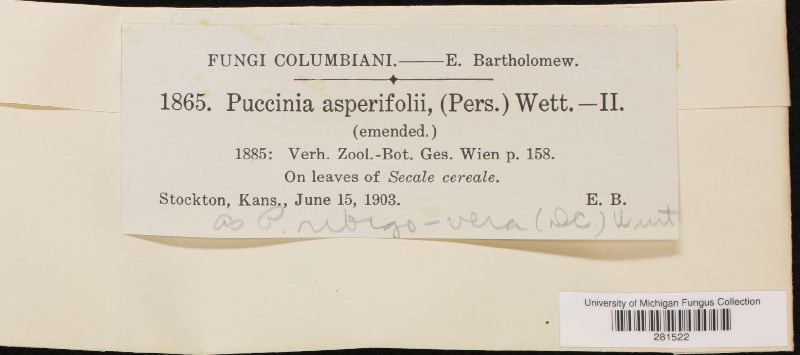 FUNGI COLUMBIANI.——E. Bartholomew.
1865. Puccinia asperifolii, (Pers.) Wett.—II.
(emended.)
1885: Verh. Zool.-Bot. Ges. Wien p. 158.
On leaves of Secale cereale.
Stockton, Kans., June 15, 1903. E. B.
as P. rubigo-vera (DC.) Wint
University of Michigan Fungus Collection
281522